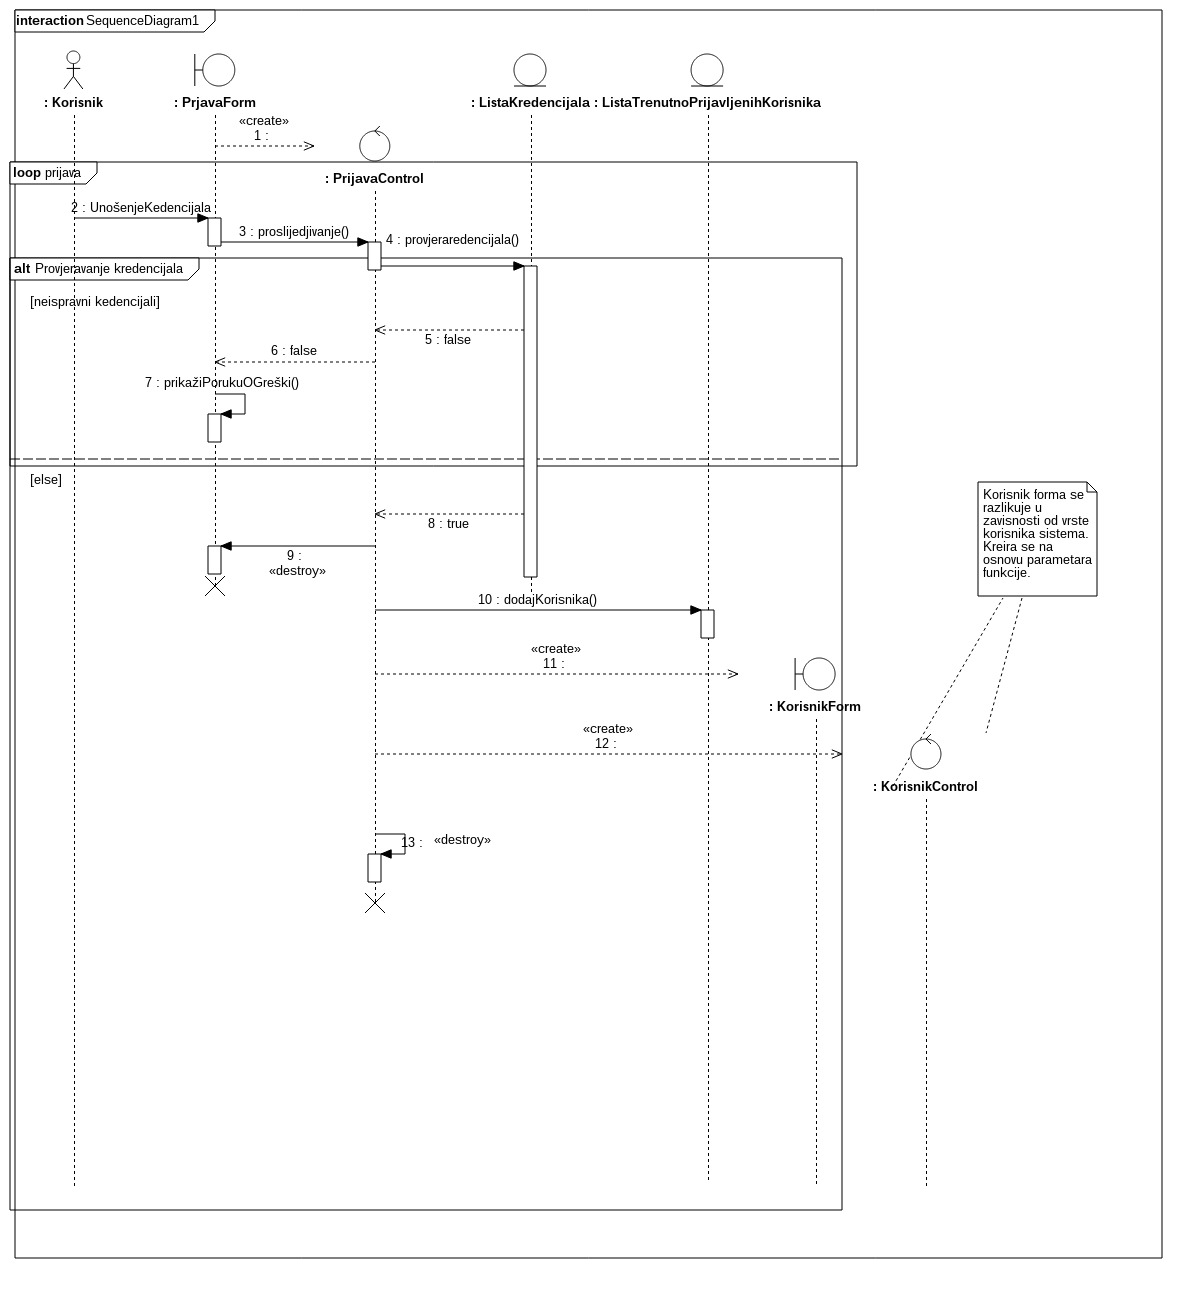 interaction SequenceDiagram1
: Korisnik
: PrjavaForm
: ListaKredencijala
: ListaTrenutnoPrijavljenihKorisnika
«create»
1 :
: PrijavaControl
loop prijava
2 : UnošenjeKedencijala
3 : proslijedjivanje()
4 : provjeraredencijala()
alt Provjeravanje kredencijala
[neispravni kedencijali]
5 : false
6 : false
7 : prikažiPorukuOGreški()
[else]
8 : true
9 :
«destroy»
Korisnik forma se
razlikuje u
zavisnosti od vrste
korisnika sistema.
Kreira se na
osnovu parametara
funkcije.
10 : dodajKorisnika()
«create»
11 :
: KorisnikForm
«create»
12 :
: KorisnikControl
13 : «destroy»